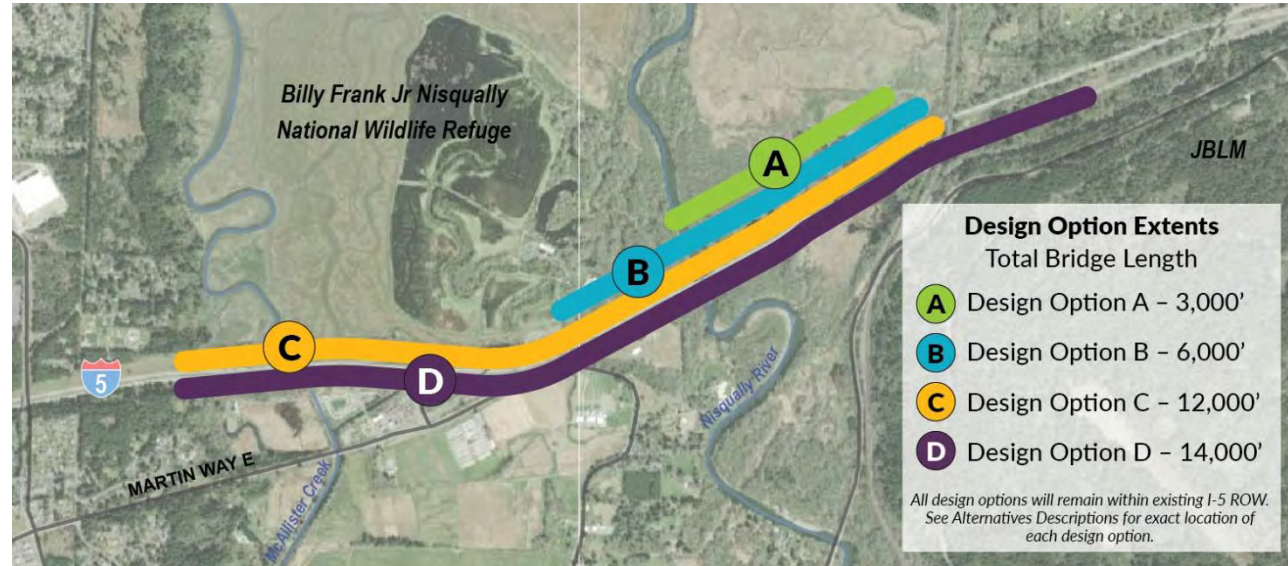 Billy Frank Jr Nisqually
National Wildlife Refuge
A
JBLM
B
C
D
5
MARTIN WAY E
McAllister Creek
Nisqually River
Design Option Extents
Total Bridge Length
A Design Option A – 3,000’
B Design Option B – 6,000’
C Design Option C – 12,000’
D Design Option D – 14,000’
All design options will remain within existing I-5 ROW.
See Alternatives Descriptions for exact location of
each design option.